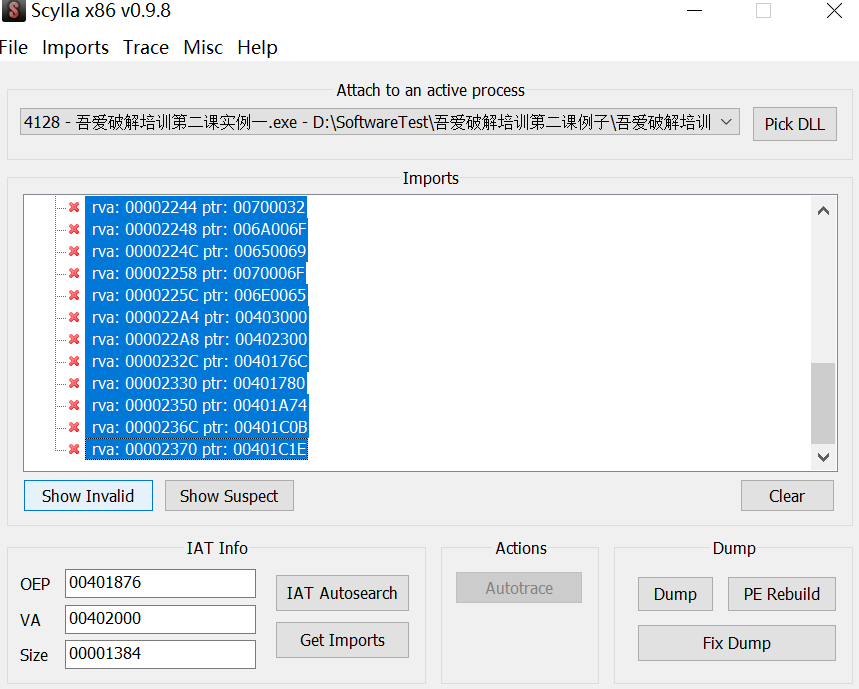 Scylla x86 v0.9.8
File Imports Trace Misc Help
Attach to an active process
4128 - 吾爱破解培训第二课实例一.exe - D:\SoftwareTest\吾爱破解培训第二课例子\吾爱破解培训
Pick DLL
Imports
rva: 00002244 ptr: 00700032
rva: 00002248 ptr: 006A006F
rva: 0000224C ptr: 00650069
rva: 00002258 ptr: 0070006F
rva: 0000225C ptr: 006E0065
rva: 000022A4 ptr: 00403000
rva: 000022A8 ptr: 00402300
rva: 0000232C ptr: 0040176C
rva: 00002330 ptr: 00401780
rva: 00002350 ptr: 00401A74
rva: 0000236C ptr: 00401C0B
rva: 00002370 ptr: 00401C1E
Show Invalid
Show Suspect
Clear
IAT Info
OEP 00401876
VA 00402000
Size 00001384
IAT Autosearch
Get Imports
Actions
Autotrace
Dump
Dump
PE Rebuild
Fix Dump